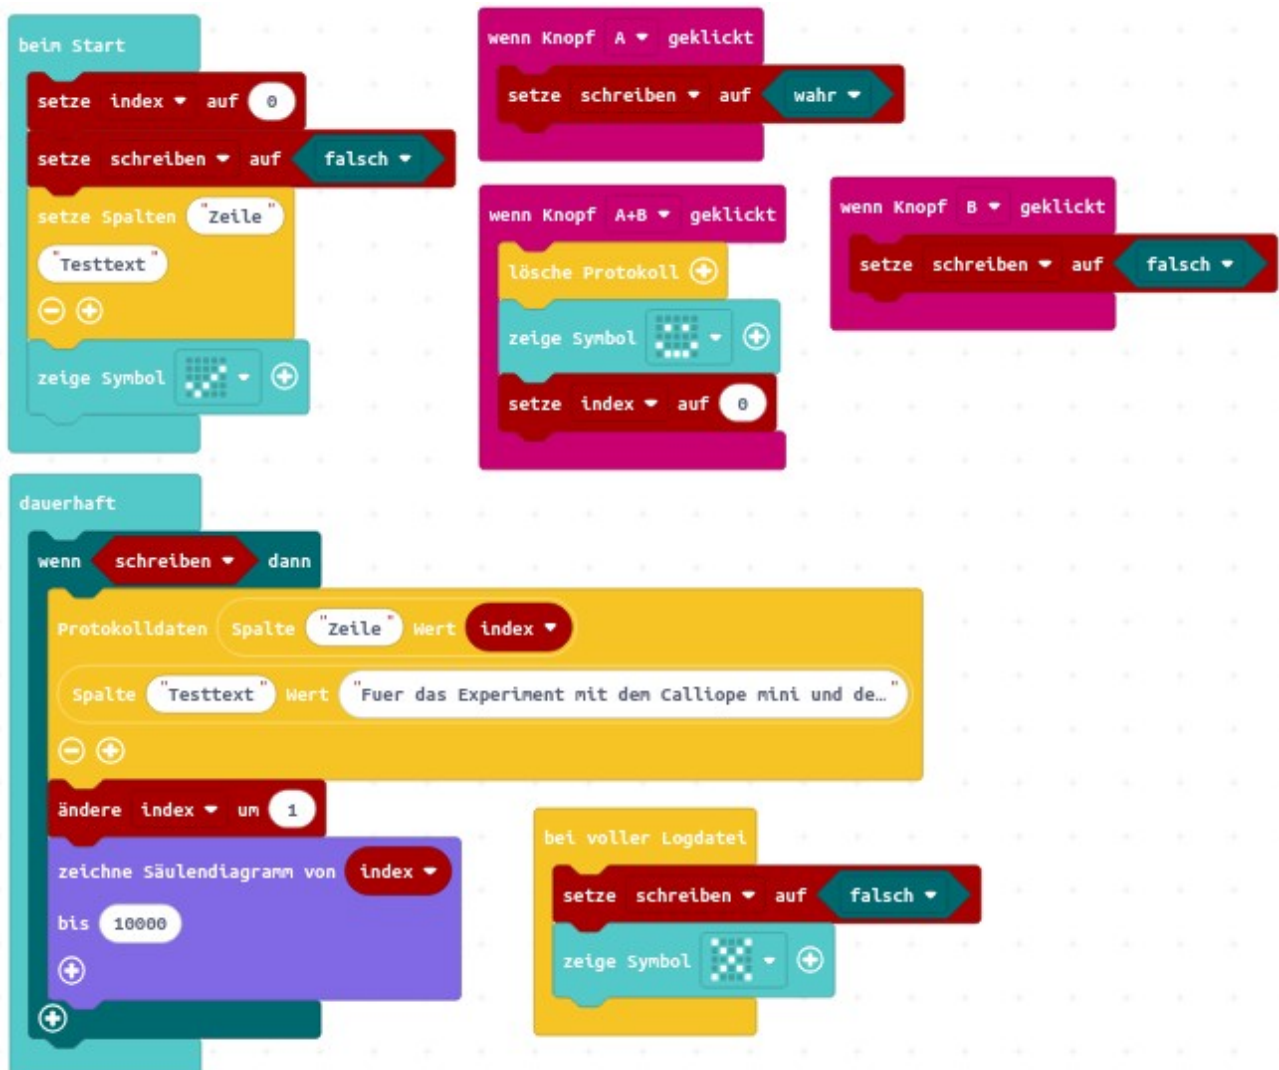 beim Start
setze index auf 0
setze schreiben auf falsch
setze Spalten "Zeile"
"Testtext"
zeige Symbol
wenn Knopf A geklickt
setze schreiben auf wahr
wenn Knopf A+B geklickt
lösche Protokoll
zeige Symbol
setze index auf 0
wenn Knopf B geklickt
setze schreiben auf falsch
dauerhaft
wenn schreiben dann
Protokolldaten Spalte "Zeile" Wert index
Spalte "Testtext" Wert "Fuer das Experiment mit dem Calliope mini und de…"
ändere index um 1
zeichne Säulendiagramm von index
bis 10000
bei voller Logdatei
setze schreiben auf falsch
zeige Symbol